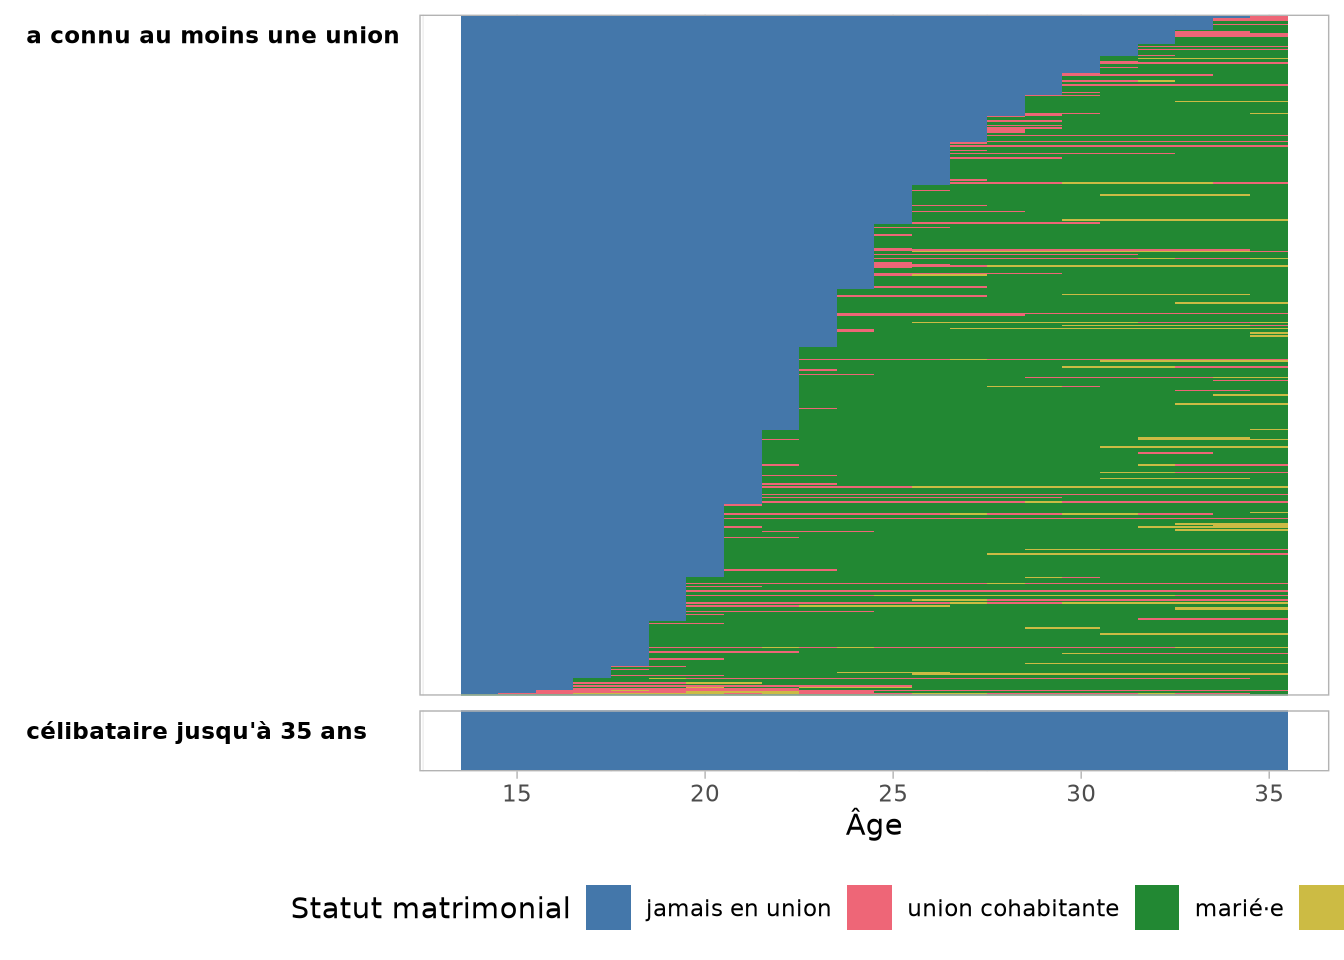 a connu au moins une union
célibataire jusqu'à 35 ans
15 20 25 30 35
Âge
Statut matrimonial jamais en union union cohabitante marié·e